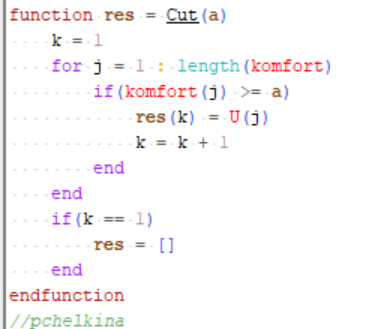 function res = Cut(a)
    k = 1
    for j = 1 : length(komfort)
        if(komfort(j) >= a)
            res(k) = U(j)
            k = k + 1
        end
    end
    if(k == 1)
        res = []
    end
endfunction
//pchelkina